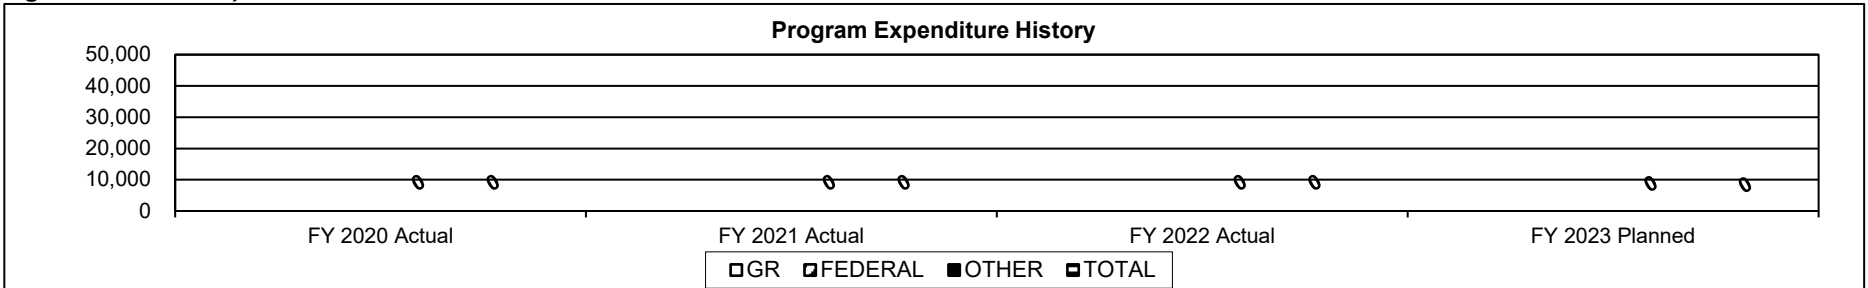 Program Expenditure History
50,000
40,000
30,000
20,000
10,000
0
0 0 0 0 0 0 0 0
FY 2020 Actual FY 2021 Actual FY 2022 Actual FY 2023 Planned
GR FEDERAL OTHER TOTAL